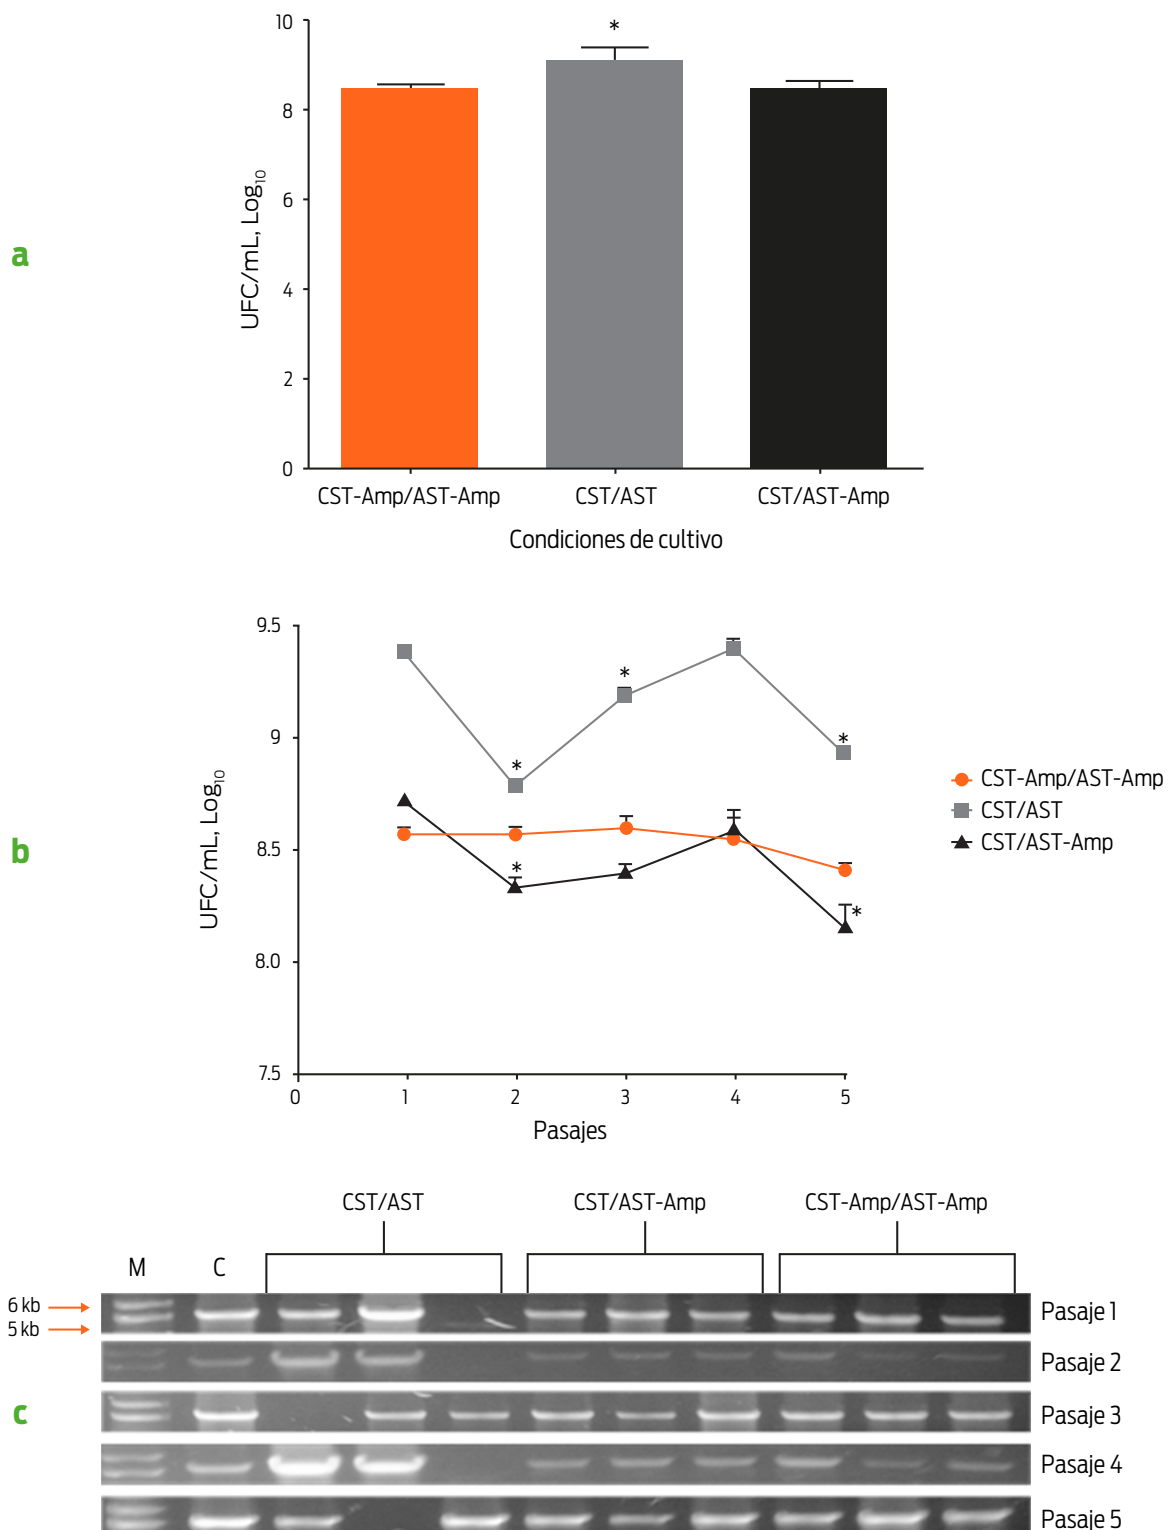 a
UFC/mL, Log₁₀
10
8
6
4
2
0
*
CST-Amp/AST-Amp CST/AST CST/AST-Amp
Condiciones de cultivo
b
UFC/mL, Log₁₀
9.5
9
8.5
8.0
7.5
* * * * *
0 1 2 3 4 5
Pasajes
CST-Amp/AST-Amp
CST/AST
CST/AST-Amp
c
CST/AST CST/AST-Amp CST-Amp/AST-Amp
M C
6 kb
5 kb
Pasaje 1
Pasaje 2
Pasaje 3
Pasaje 4
Pasaje 5